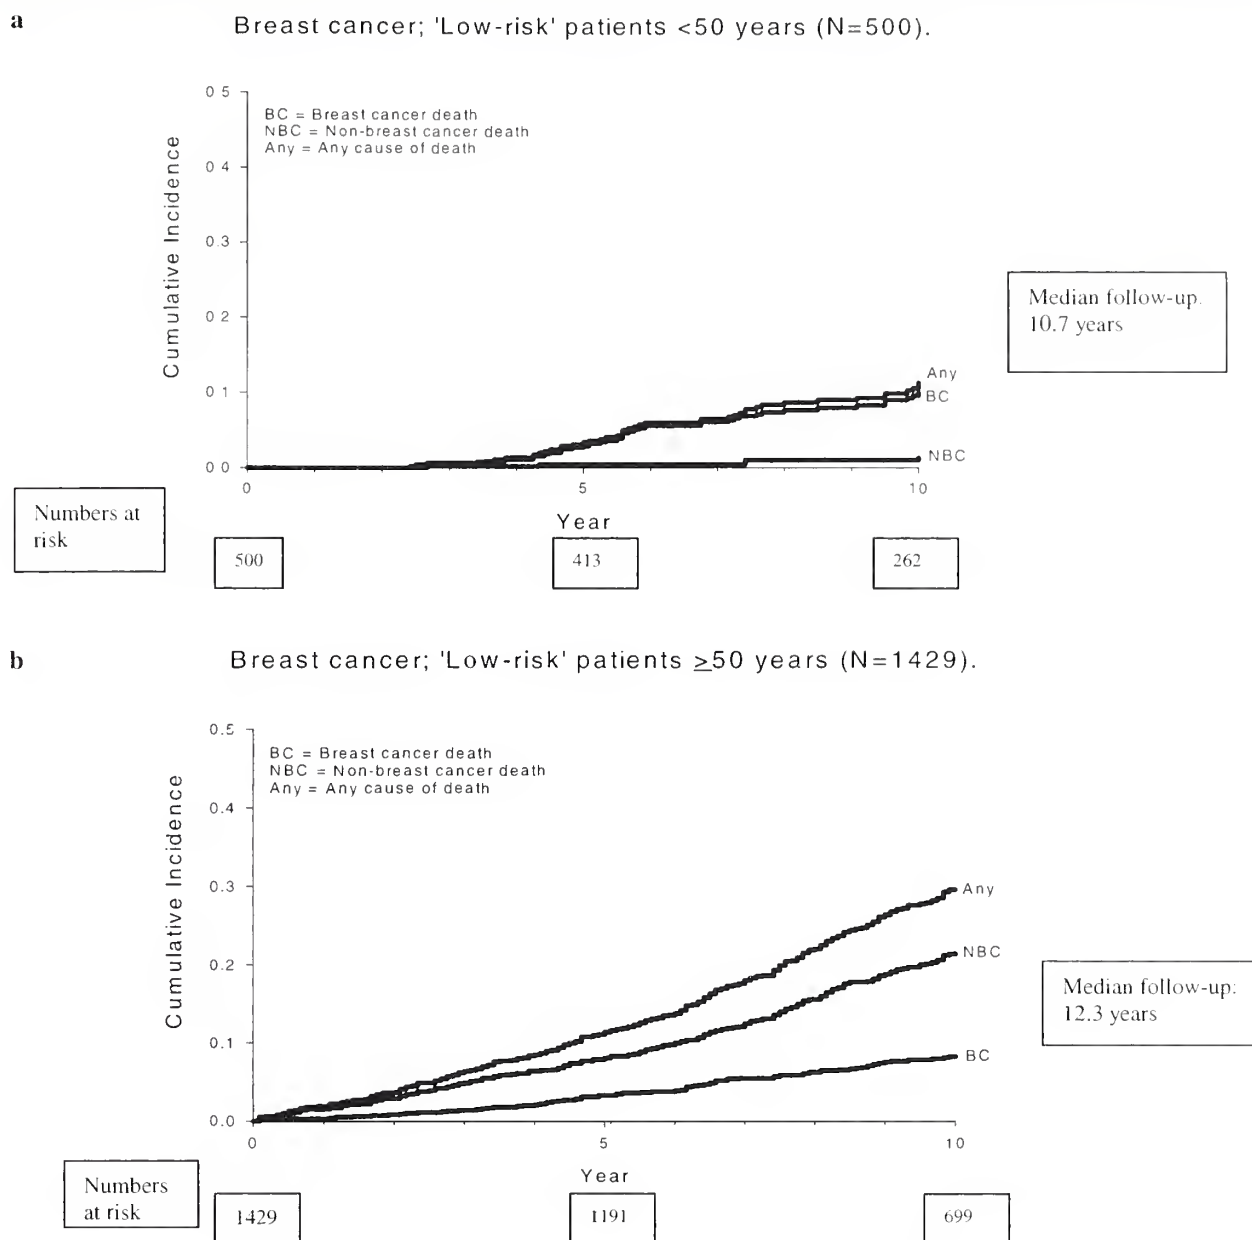 a
Breast cancer; 'Low-risk' patients <50 years (N=500).
0 5
BC = Breast cancer death
NBC = Non-breast cancer death
Any = Any cause of death
0 4
0 3
0 2
0 1
0 0
Cumulative Incidence
Any
BC
NBC
Median follow-up.
10.7 years
0
5
10
Year
Numbers at
risk
500
413
262
b
Breast cancer; 'Low-risk' patients ≥50 years (N=1429).
0.5
BC = Breast cancer death
NBC = Non-breast cancer death
Any = Any cause of death
0.4
0.3
0.2
0.1
0.0
Cumulative Incidence
Any
NBC
BC
Median follow-up:
12.3 years
0
5
10
Year
Numbers
at risk
1429
1191
699